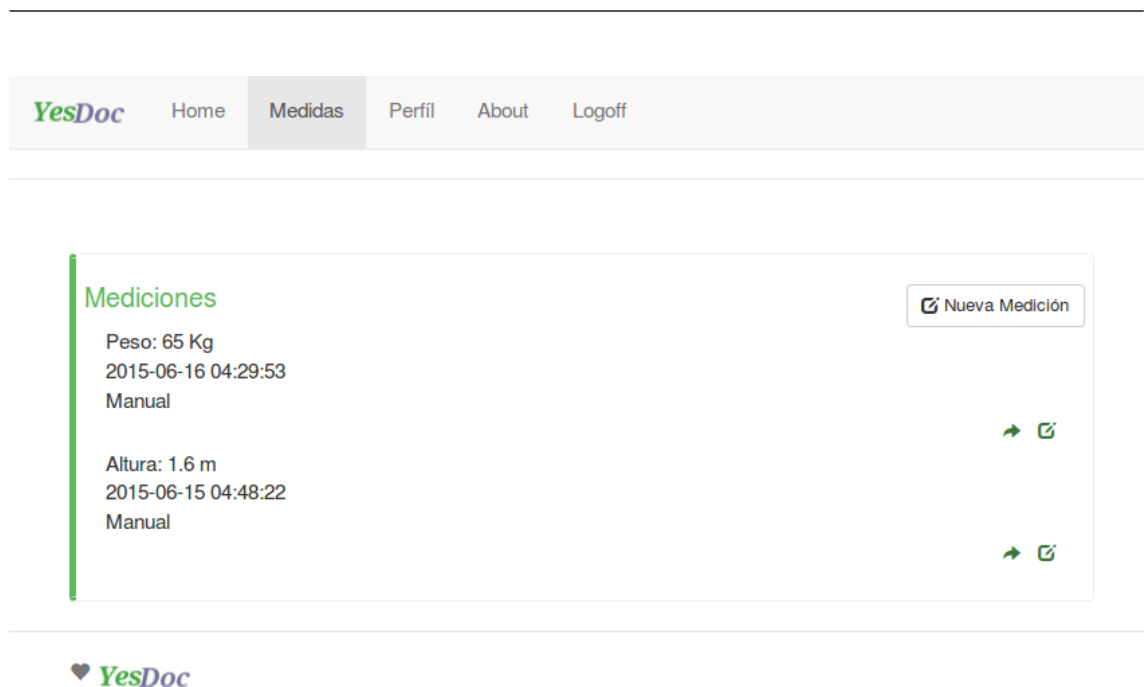 YesDoc Home Medidas Perfíl About Logoff
Mediciones
Nueva Medición
Peso: 65 Kg
2015-06-16 04:29:53
Manual
Altura: 1.6 m
2015-06-15 04:48:22
Manual
YesDoc